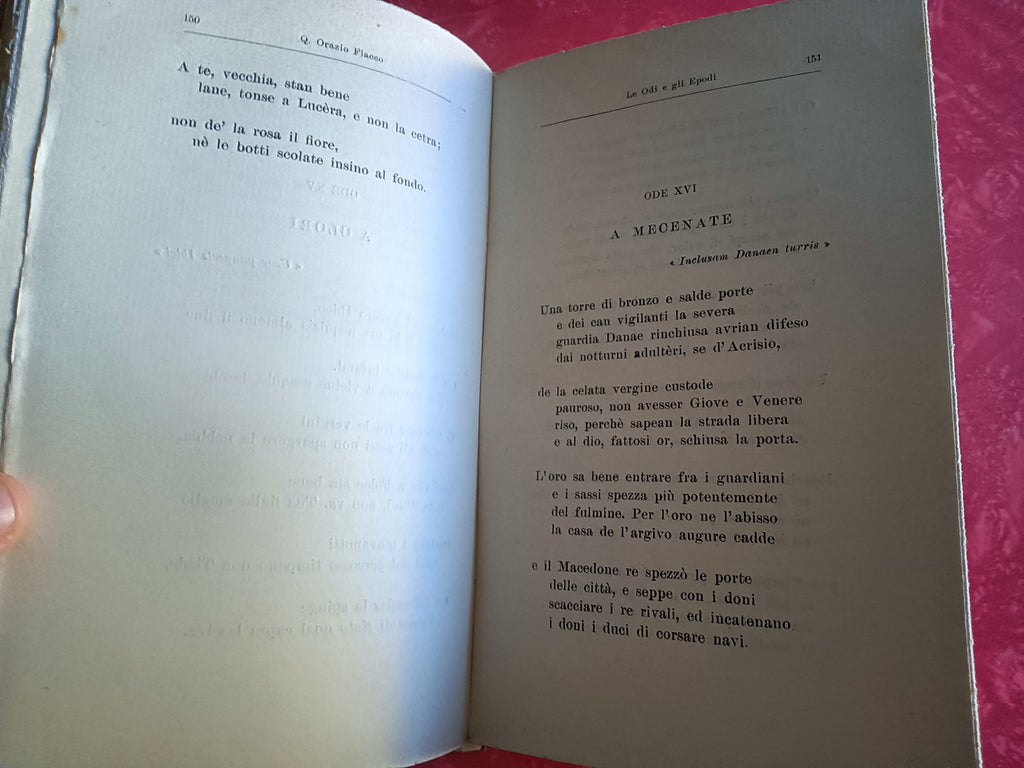 150
Q. Orazio Flacco
A te, vecchia, stan bene
lane, tonse a Lucèra, e non la cetra;
non de' la rosa il fiore,
nè le botti scolate insino al fondo.
Le Odi e gli Epodi
151
ODE XVI
A MECENATE
« Inclusam Danaen turris »
Una torre di bronzo e salde porte
e dei can vigilanti la severa
guardia Danae rinchiusa avrian difeso
dai notturni adultèri, se d'Acrisio,
de la celata vergine custode
pauroso, non avesser Giove e Venere
riso, perchè sapean la strada libera
e al dio, fattosi or, schiusa la porta.
L'oro sa bene entrare fra i guardiani
e i sassi spezza più potentemente
del fulmine. Per l'oro ne l'abisso
la casa de l'argivo augure cadde
e il Macedone re spezzò le porte
delle città, e seppe con i doni
scacciare i re rivali, ed incatenano
i doni i duci di corsare navi.